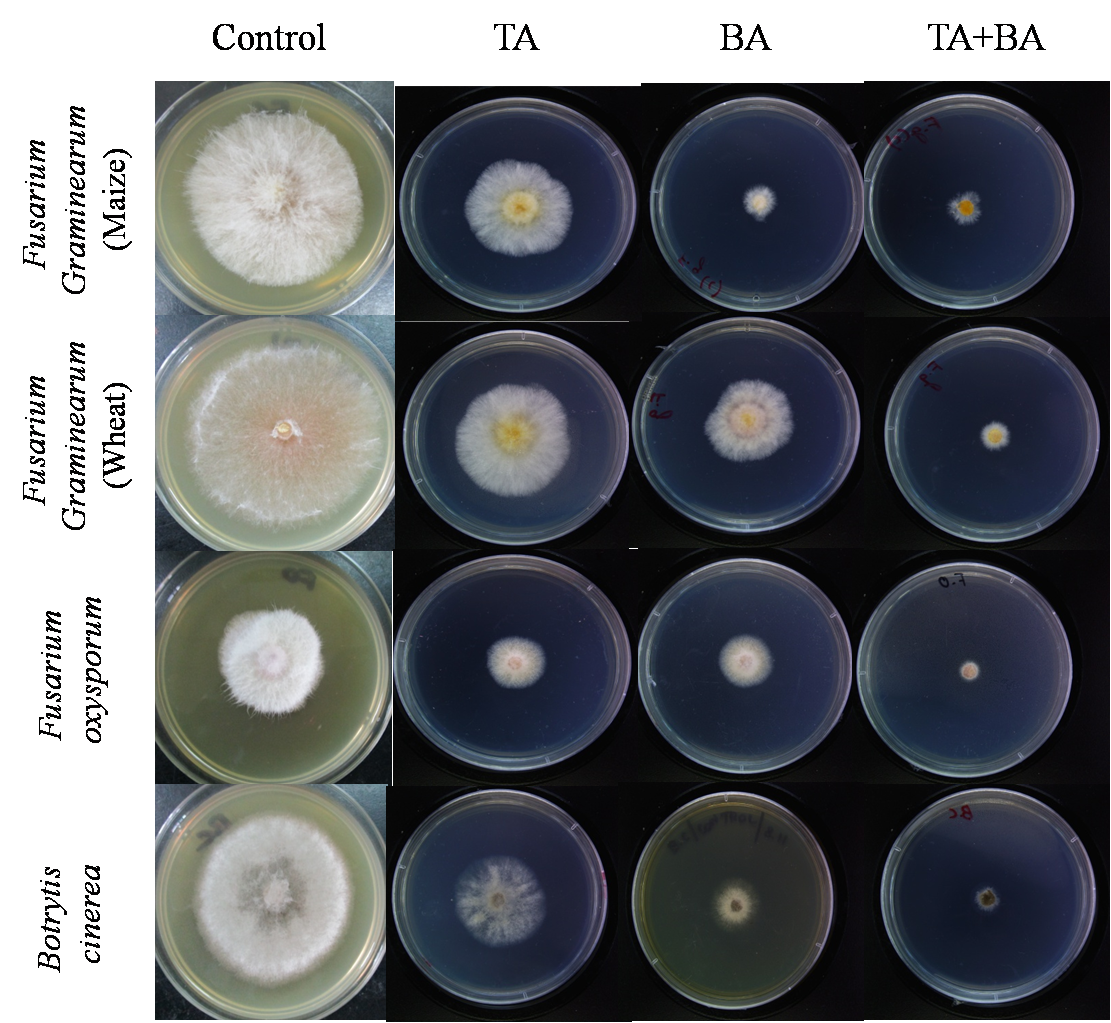 Control TA BA TA+BA
Fusarium
Graminearum
(Maize)
Fusarium
Graminearum
(Wheat)
Fusarium
oxysporum
F.O
Botrytis
cinerea
B.C